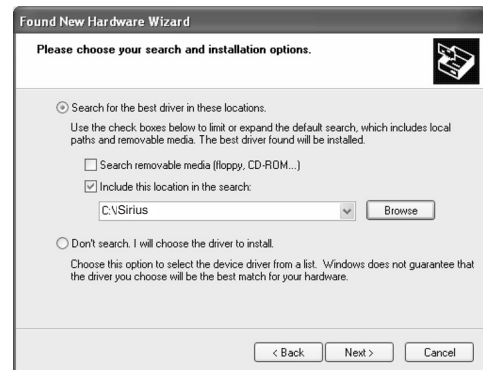 Found New Hardware Wizard
Please choose your search and installation options.
Search for the best driver in these locations.
Use the check boxes below to limit or expand the default search, which includes local
paths and removable media. The best driver found will be installed.
Search removable media (floppy, CD-ROM...)
Include this location in the search:
C:\Sirius
Browse
Don't search. I will choose the driver to install.
Choose this option to select the device driver from a list. Windows does not guarantee that
the driver you choose will be the best match for your hardware.
< Back
Next >
Cancel